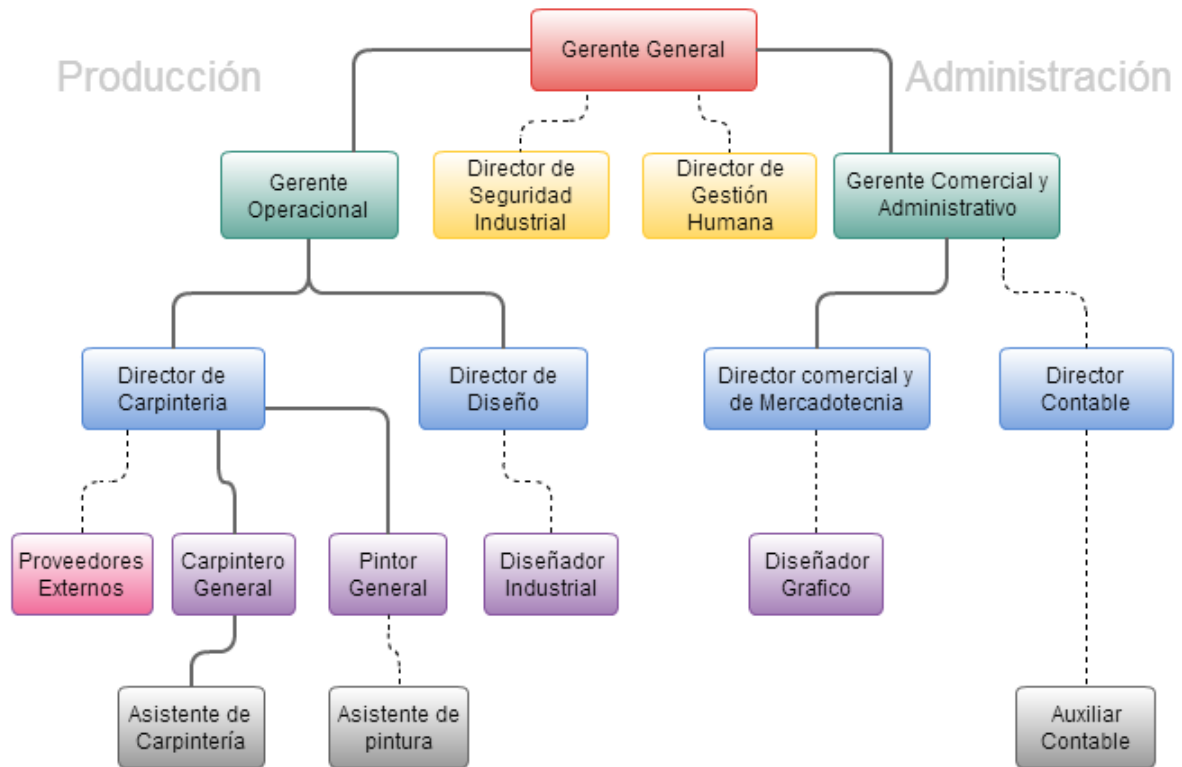 Gerente General
Producción
Administración
Gerente
Operacional
Director de
Seguridad
Industrial
Director de
Gestión
Humana
Gerente Comercial y
Administrativo
Director de
Carpinteria
Director de
Diseño
Director comercial y
de Mercadotecnia
Director
Contable
Proveedores
Externos
Carpintero
General
Pintor
General
Diseñador
Industrial
Diseñador
Grafico
Asistente de
Carpintería
Asistente de
pintura
Auxiliar
Contable